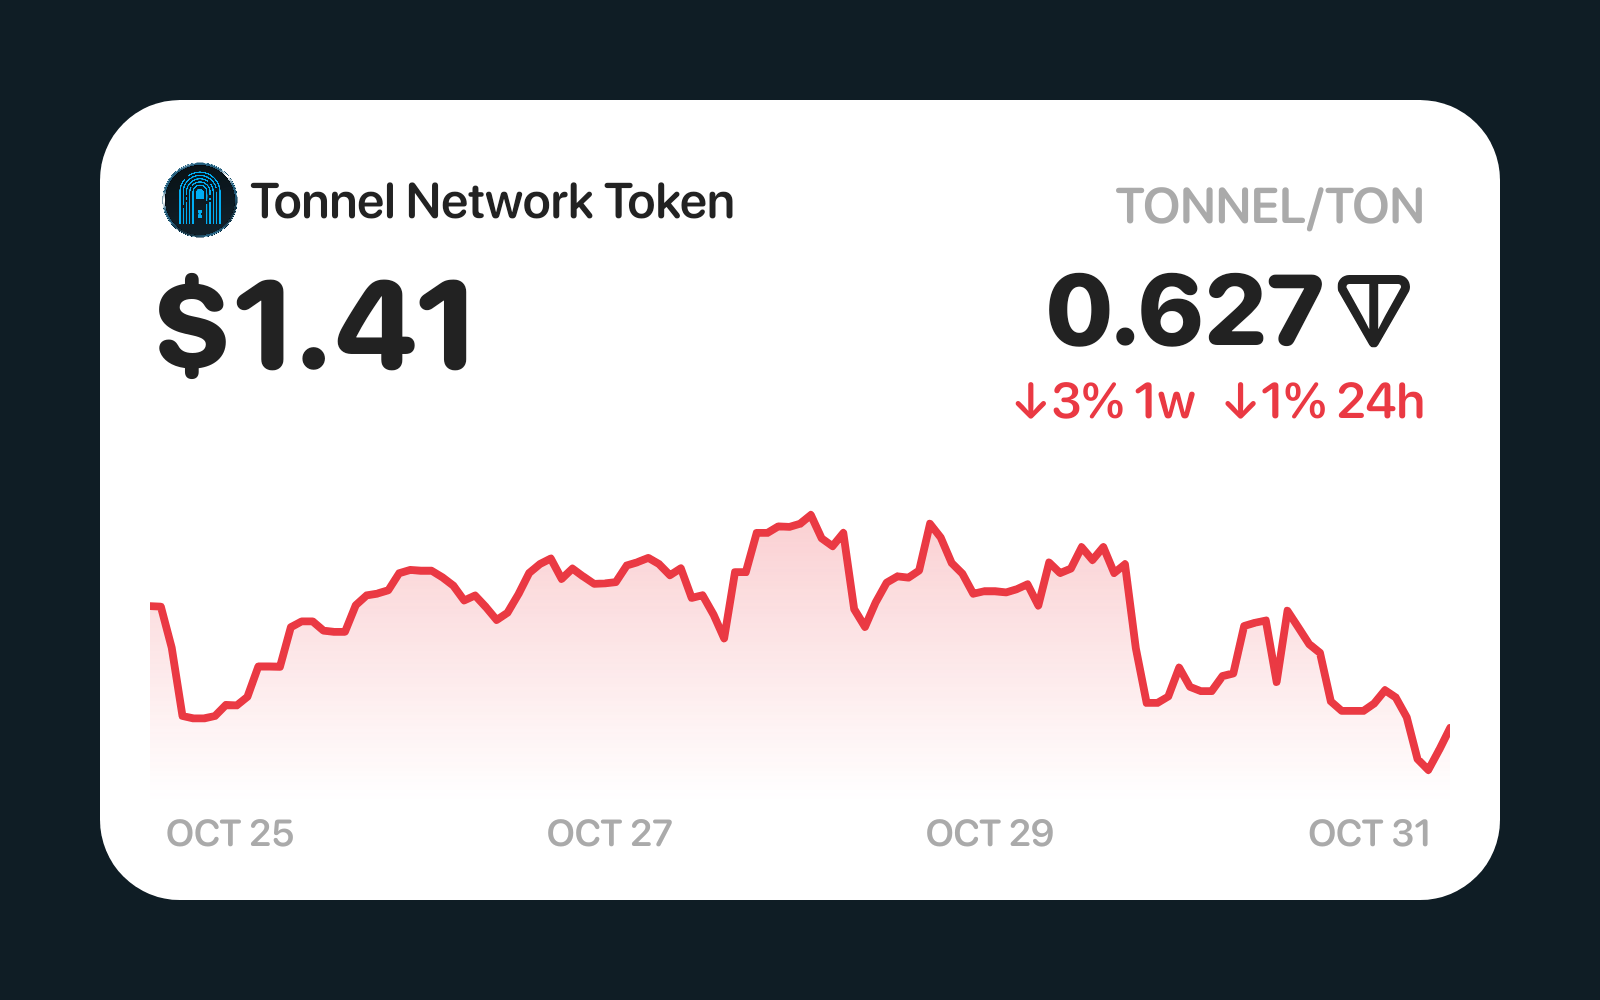 Tonnel Network Token
TONNEL/TON
$1.41
0.627
↓3% 1w ↓1% 24h
OCT 25 OCT 27 OCT 29 OCT 31